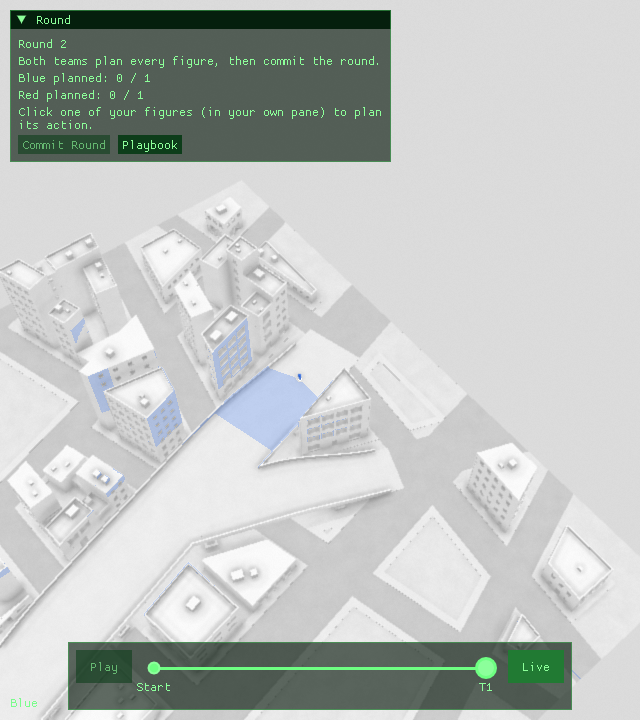 Round
Round 2
Both teams plan every figure, then commit the round.
Blue planned: 0 / 1
Red planned: 0 / 1
Click one of your figures (in your own pane) to plan
its action.
Commit Round
Playbook
Play
Start
T1
Live
Blue